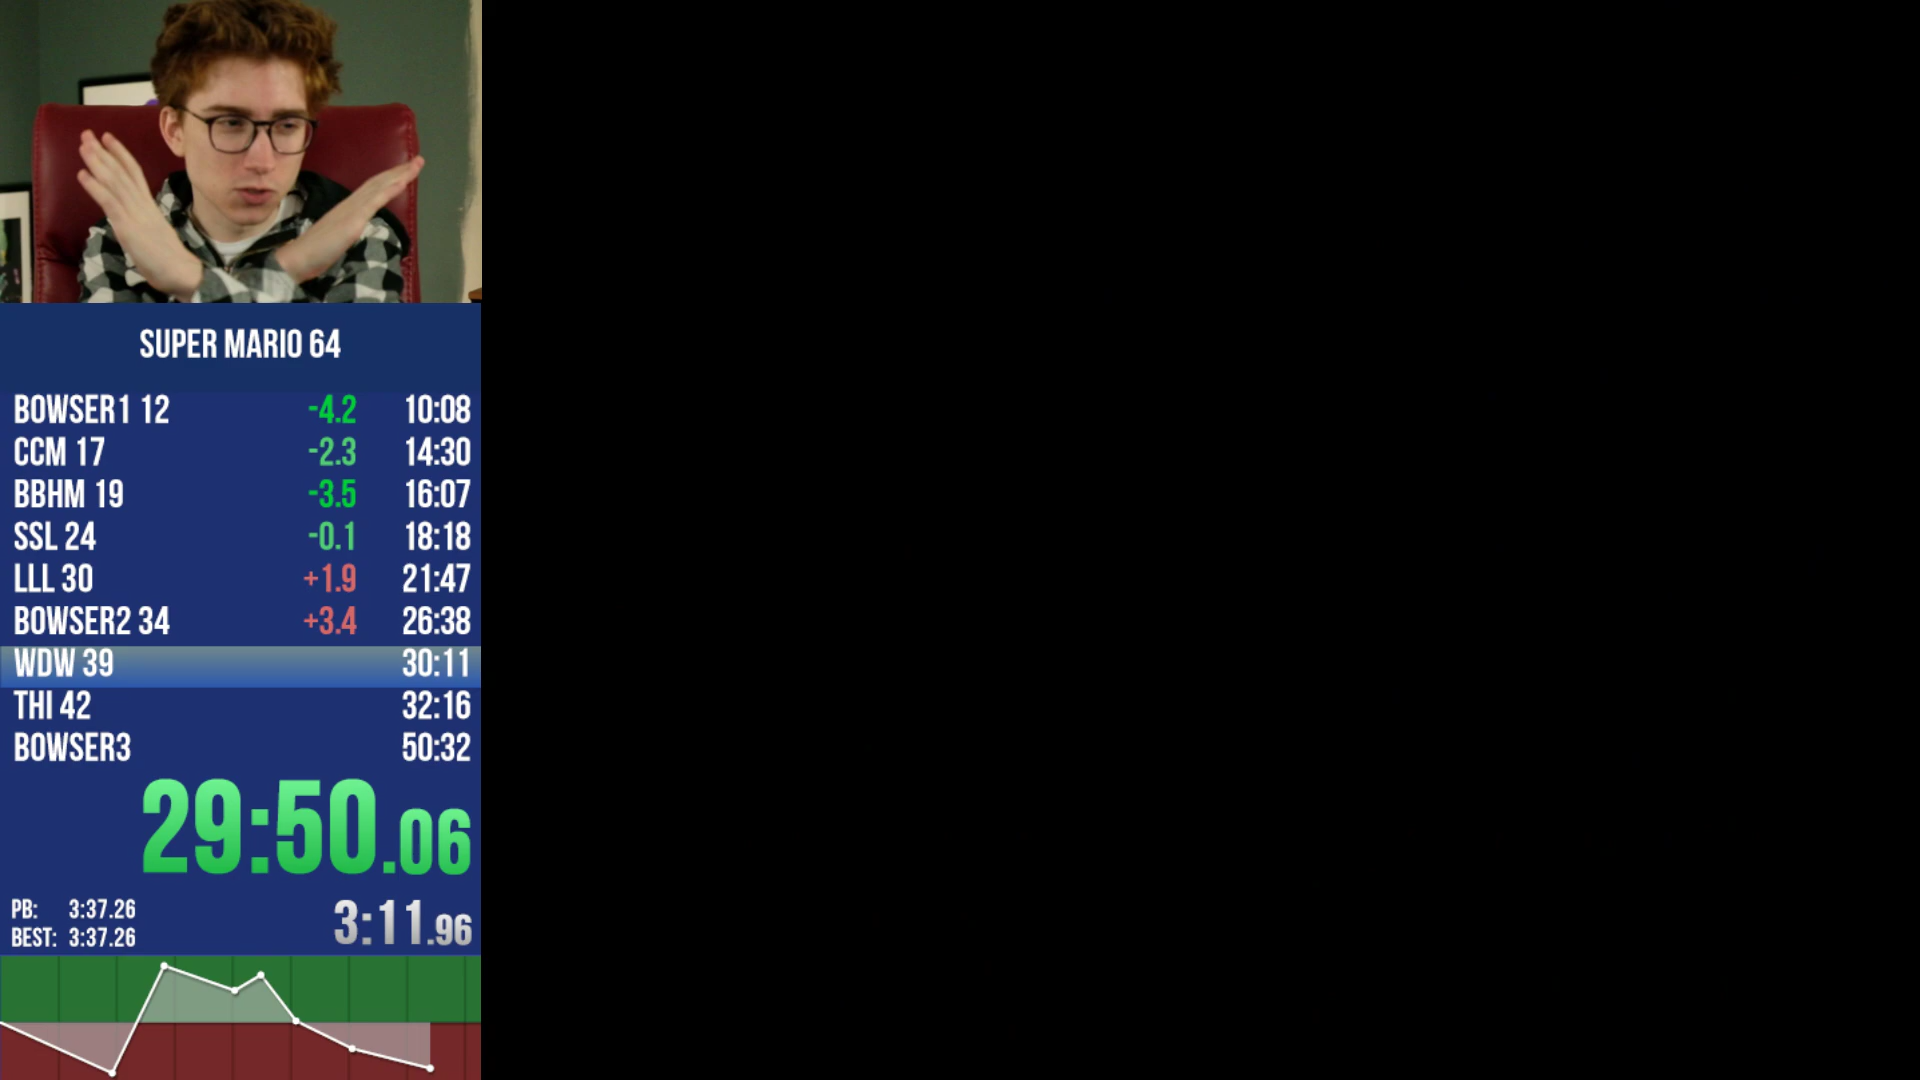 SUPER MARIO 64
BOWSER1 12 -4.2 10:08
CCM 17 -2.3 14:30
BBHM 19 -3.5 16:07
SSL 24 -0.1 18:18
LLL 30 +1.9 21:47
BOWSER2 34 +3.4 26:38
WDW 39 30:11
THI 42 32:16
BOWSER3 50:32
29:50.06
PB: 3:37.26
BEST: 3:37.26
3:11.96